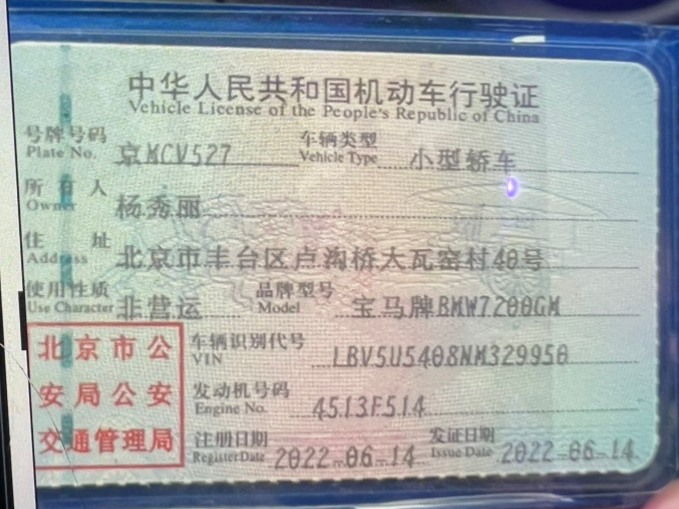 中华人民共和国机动车行驶证
Vehicle License of the People's Republic of China
号牌号码 京MCV527 车辆类型 小型轿车
Plate No. Vehicle Type
所有人 杨秀丽
Owner
住址 北京市丰台区卢沟桥大瓦窑村40号
Address
使用性质 非营运 品牌型号 宝马牌BMW7200GM
Use Character Model
车辆识别代号 LBV5U5408NM329950
VIN
发动机号码 4513F514
Engine No.
注册日期 2022-06-14 发证日期 2022-06-14
Register Date Issue Date
北京市公
安局公安
交通管理局